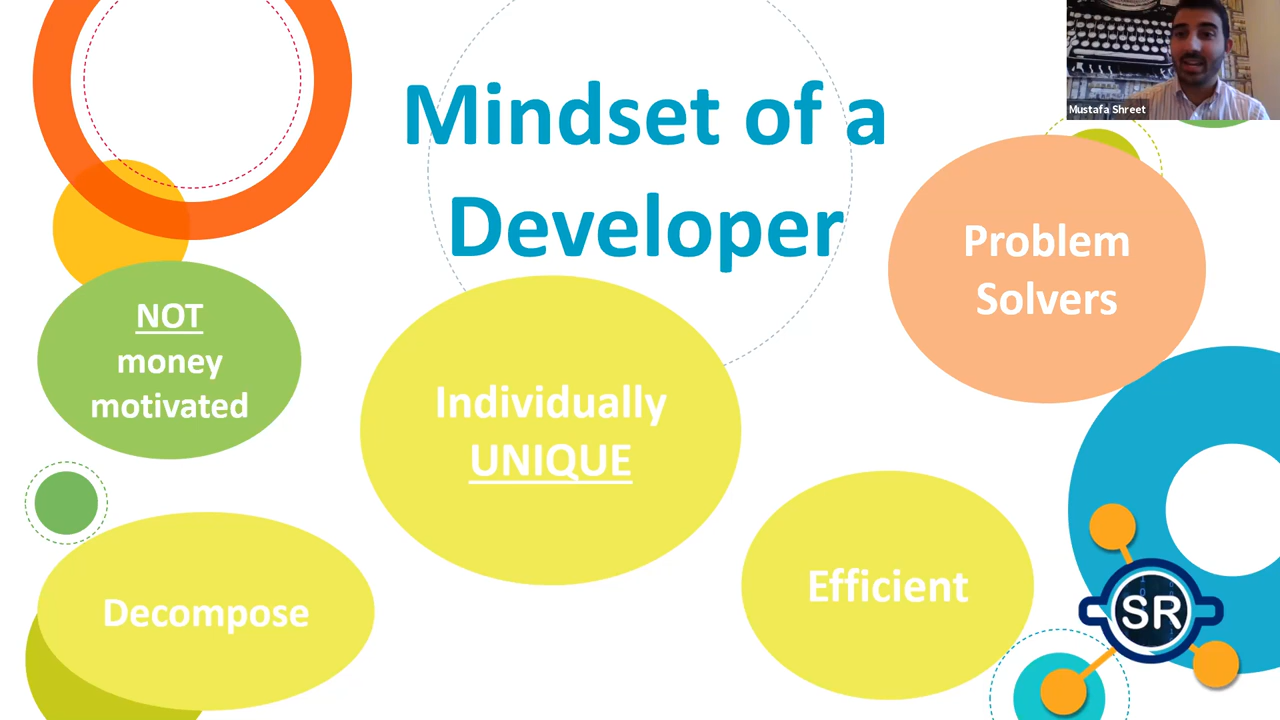 Mindset of a
Developer
Mustafa Shreet
Problem
Solvers
NOT
money
motivated
Individually
UNIQUE
Efficient
Decompose
SR